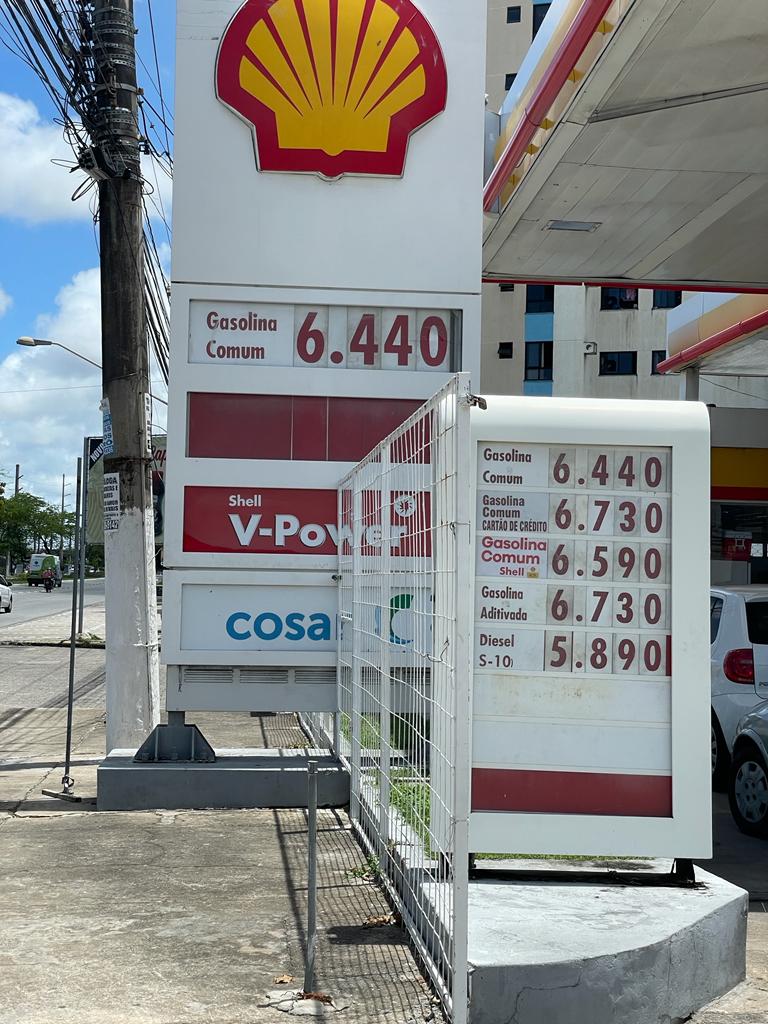 Gasolina
Comum 6.440
Shell
V-Power
cosa
Gasolina
Comum 6.440
Gasolina
Comum
CARTÃO DE CRÉDITO 6.730
Gasolina
Comum
Shell 6.590
Gasolina
Aditivada 6.730
Diesel
S-10 5.890